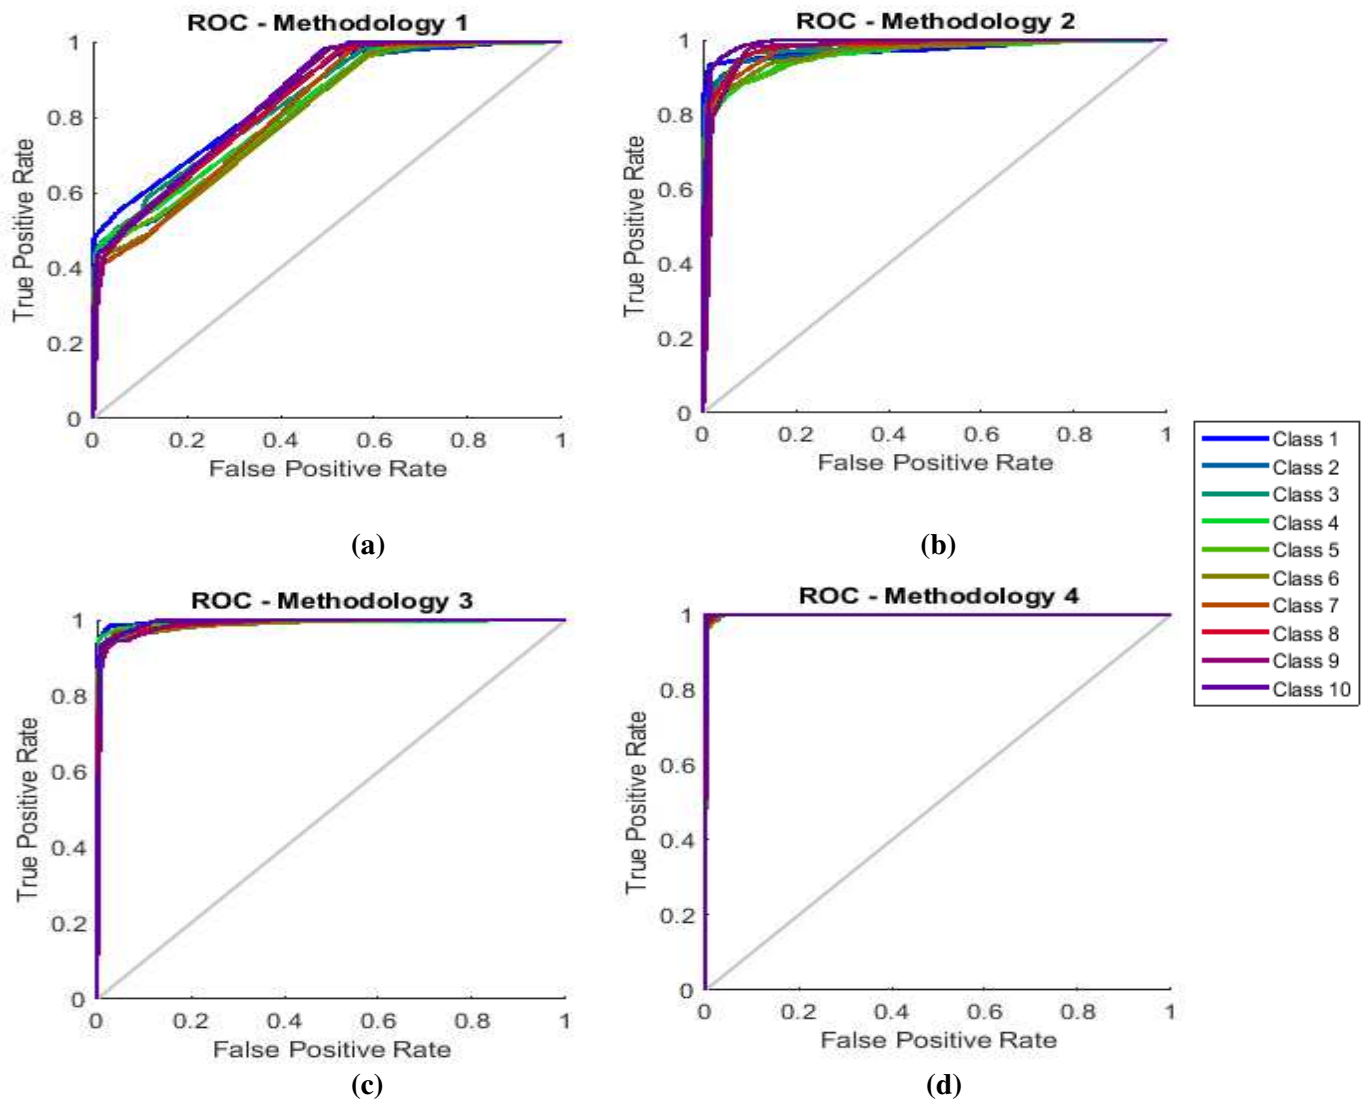 ROC - Methodology 1
True Positive Rate
1
0.8
0.6
0.4
0.2
0
0 0.2 0.4 0.6 0.8 1
False Positive Rate
(a)
ROC - Methodology 2
True Positive Rate
1
0.8
0.6
0.4
0.2
0
0 0.2 0.4 0.6 0.8 1
False Positive Rate
(b)
Class 1
Class 2
Class 3
Class 4
Class 5
Class 6
Class 7
Class 8
Class 9
Class 10
ROC - Methodology 3
True Positive Rate
1
0.8
0.6
0.4
0.2
0
0 0.2 0.4 0.6 0.8 1
False Positive Rate
(c)
ROC - Methodology 4
True Positive Rate
1
0.8
0.6
0.4
0.2
0
0 0.2 0.4 0.6 0.8 1
False Positive Rate
(d)